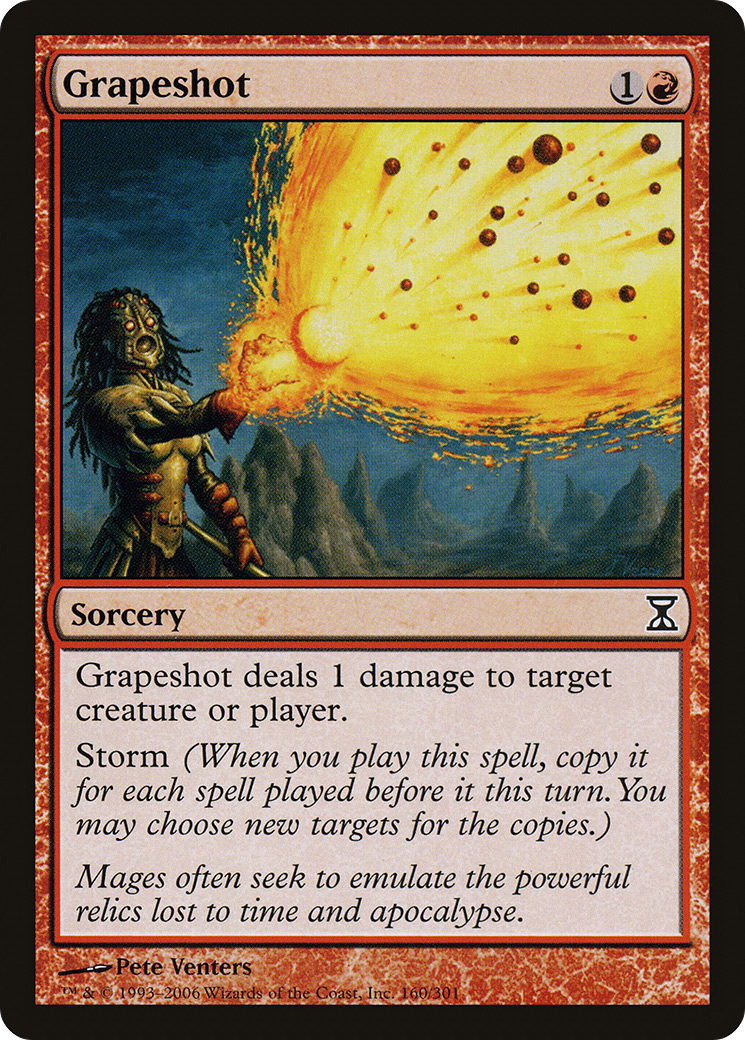 Grapeshot 1
Sorcery
Grapeshot deals 1 damage to target
creature or player.
Storm (When you play this spell, copy it
for each spell played before it this turn. You
may choose new targets for the copies.)
Mages often seek to emulate the powerful
relics lost to time and apocalypse.
Pete Venters
™ & © 1993–2006 Wizards of the Coast, Inc. 160/301